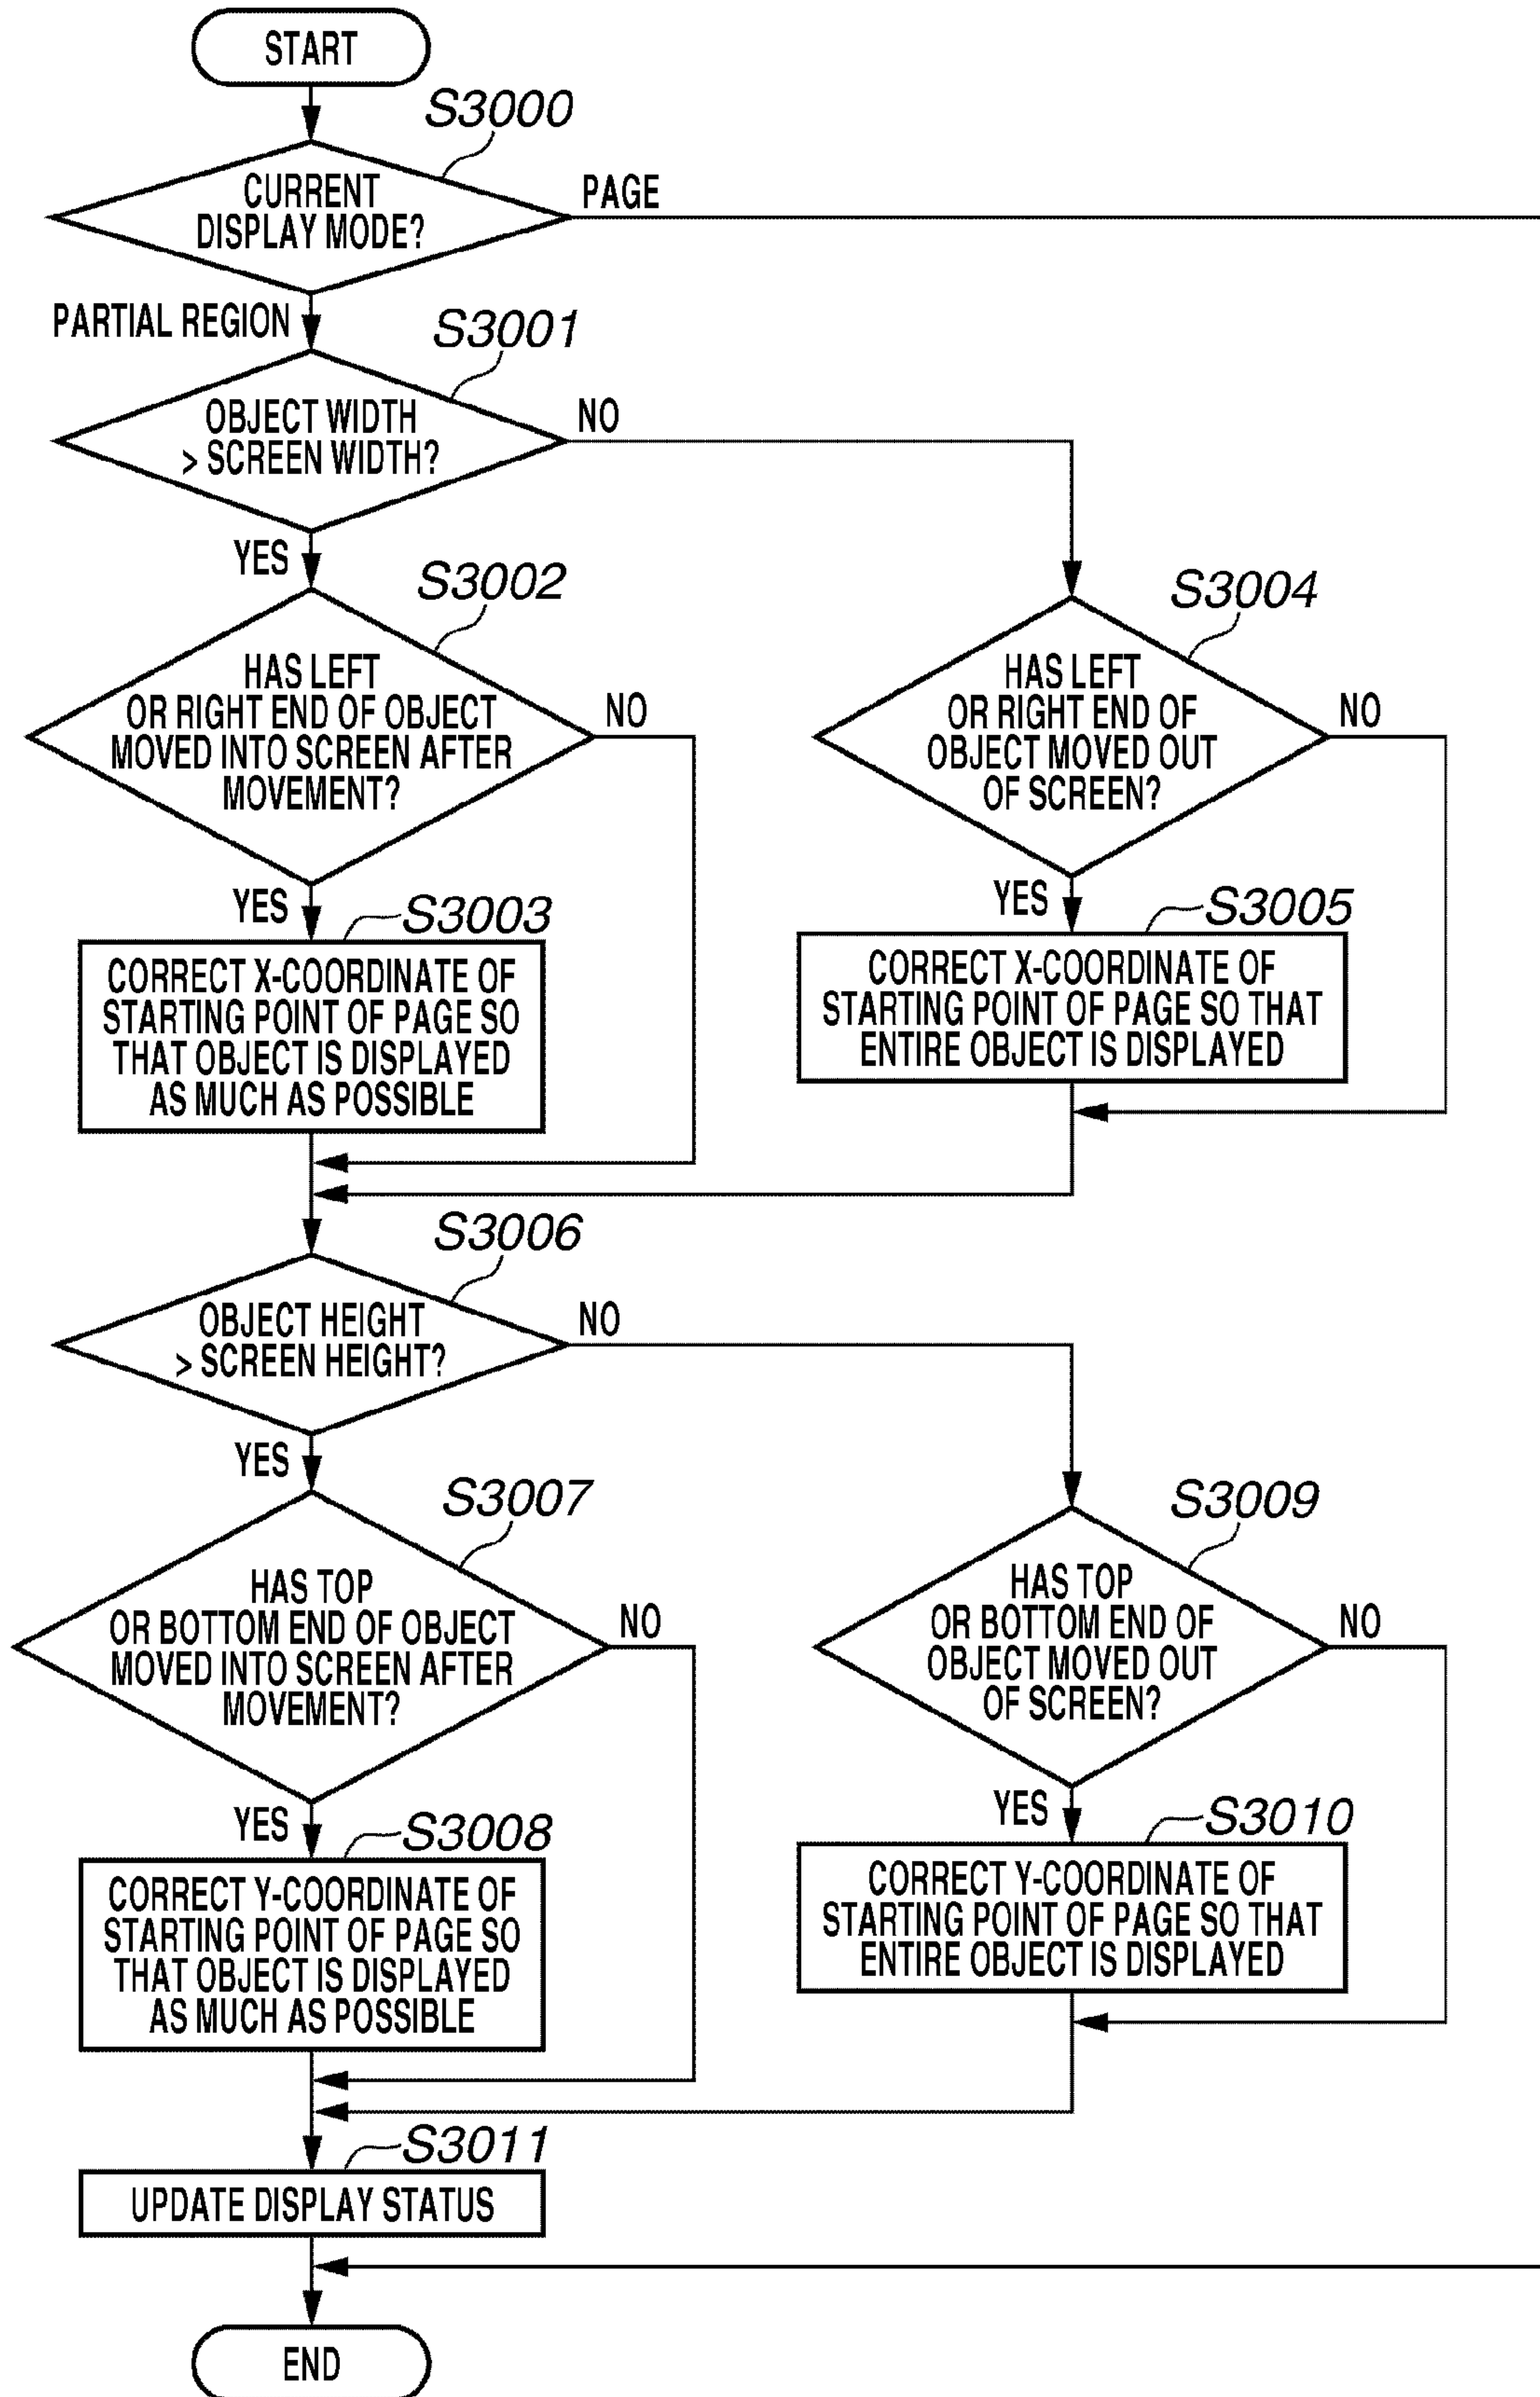 START
S3000
CURRENT
DISPLAY MODE?
PAGE
PARTIAL REGION
S3001
OBJECT WIDTH
> SCREEN WIDTH?
NO
YES
S3002
HAS LEFT
OR RIGHT END OF OBJECT
MOVED INTO SCREEN AFTER
MOVEMENT?
NO
S3004
HAS LEFT
OR RIGHT END OF
OBJECT MOVED OUT
OF SCREEN?
NO
YES
S3003
CORRECT X-COORDINATE OF
STARTING POINT OF PAGE SO
THAT OBJECT IS DISPLAYED
AS MUCH AS POSSIBLE
YES
S3005
CORRECT X-COORDINATE OF
STARTING POINT OF PAGE SO THAT
ENTIRE OBJECT IS DISPLAYED
S3006
OBJECT HEIGHT
> SCREEN HEIGHT?
NO
YES
S3007
HAS TOP
OR BOTTOM END OF OBJECT
MOVED INTO SCREEN AFTER
MOVEMENT?
NO
S3009
HAS TOP
OR BOTTOM END OF
OBJECT MOVED OUT
OF SCREEN?
NO
YES
S3008
CORRECT Y-COORDINATE OF
STARTING POINT OF PAGE SO
THAT OBJECT IS DISPLAYED
AS MUCH AS POSSIBLE
YES
S3010
CORRECT Y-COORDINATE OF
STARTING POINT OF PAGE SO THAT
ENTIRE OBJECT IS DISPLAYED
S3011
UPDATE DISPLAY STATUS
END